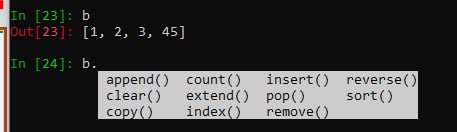 In [23]: b
Out[23]: [1, 2, 3, 45]
In [24]: b.
append() count() insert() reverse()
clear() extend() pop() sort()
copy() index() remove()